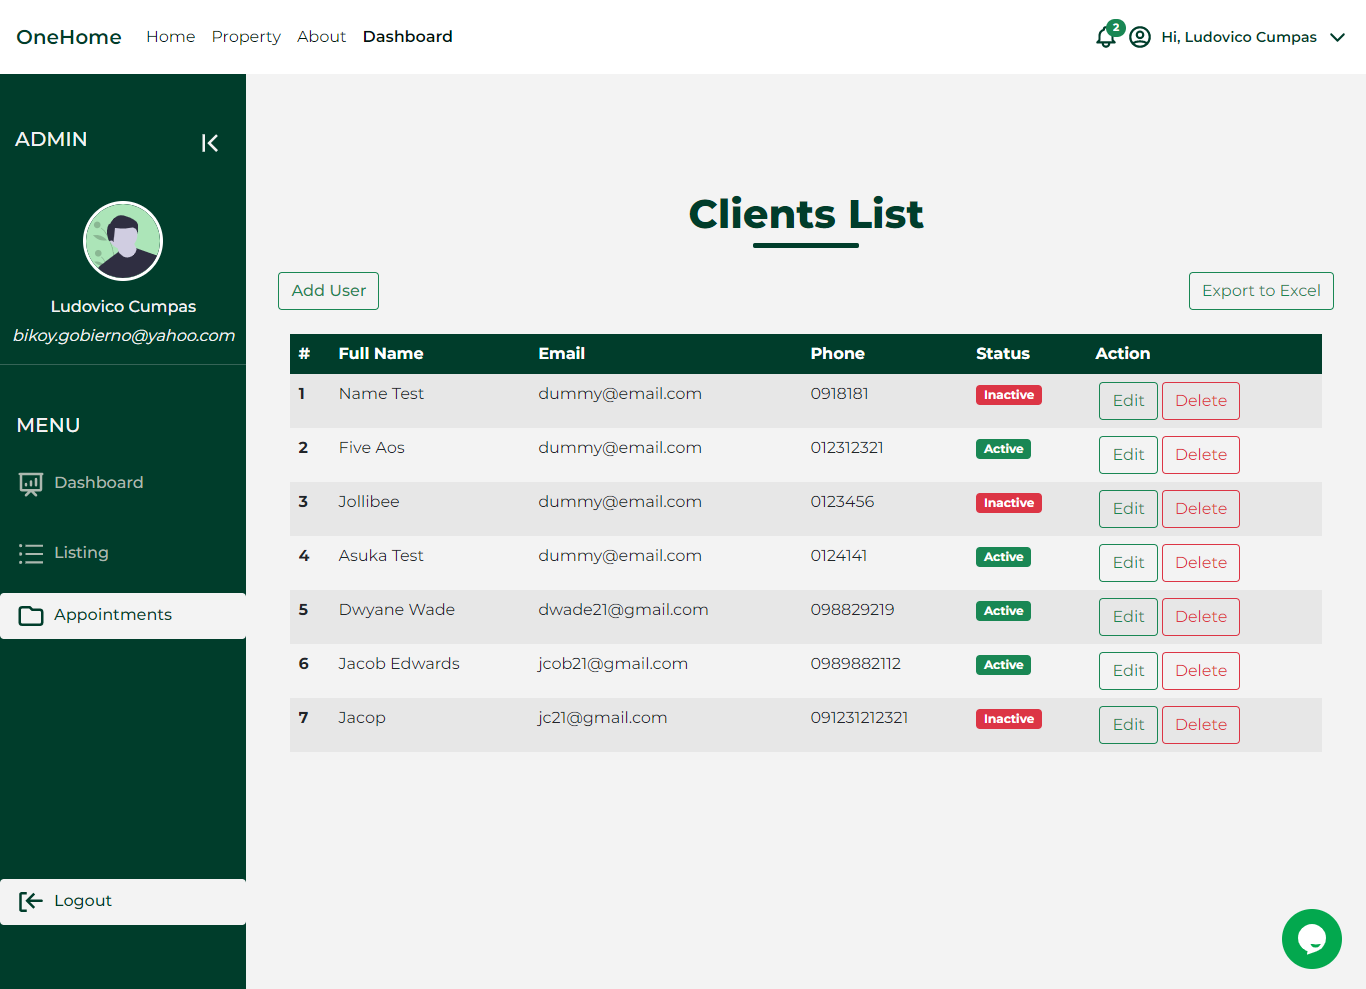 OneHome Home Property About Dashboard 2 Hi, Ludovico Cumpas
ADMIN
Ludovico Cumpas
bikoy.gobierno@yahoo.com
MENU
Dashboard
Listing
Appointments
Logout
Clients List
Add User Export to Excel
# Full Name Email Phone Status Action
1 Name Test dummy@email.com 0918181 Inactive Edit Delete
2 Five Aos dummy@email.com 012312321 Active Edit Delete
3 Jollibee dummy@email.com 0123456 Inactive Edit Delete
4 Asuka Test dummy@email.com 0124141 Active Edit Delete
5 Dwyane Wade dwade21@gmail.com 098829219 Active Edit Delete
6 Jacob Edwards jcob21@gmail.com 0989882112 Active Edit Delete
7 Jacop jc21@gmail.com 091231212321 Inactive Edit Delete